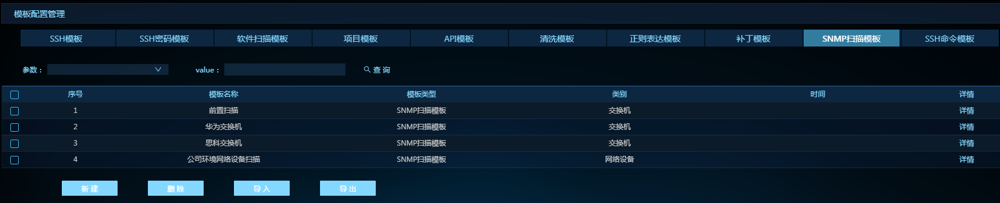 模板配置管理
SSH模板 SSH密码模板 软件扫描模板 项目模板 API模板 清洗模板 正则表达模板 补丁模板 SNMP扫描模板 SSH命令模板
参数： value： 查 询
序号 模板名称 模板类型 类别 时间 详情
1 前置扫描 SNMP扫描模板 交换机 详情
2 华为交换机 SNMP扫描模板 交换机 详情
3 思科交换机 SNMP扫描模板 交换机 详情
4 公司环境网络设备扫描 SNMP扫描模板 网络设备 详情
新 建 删 除 导 入 导 出